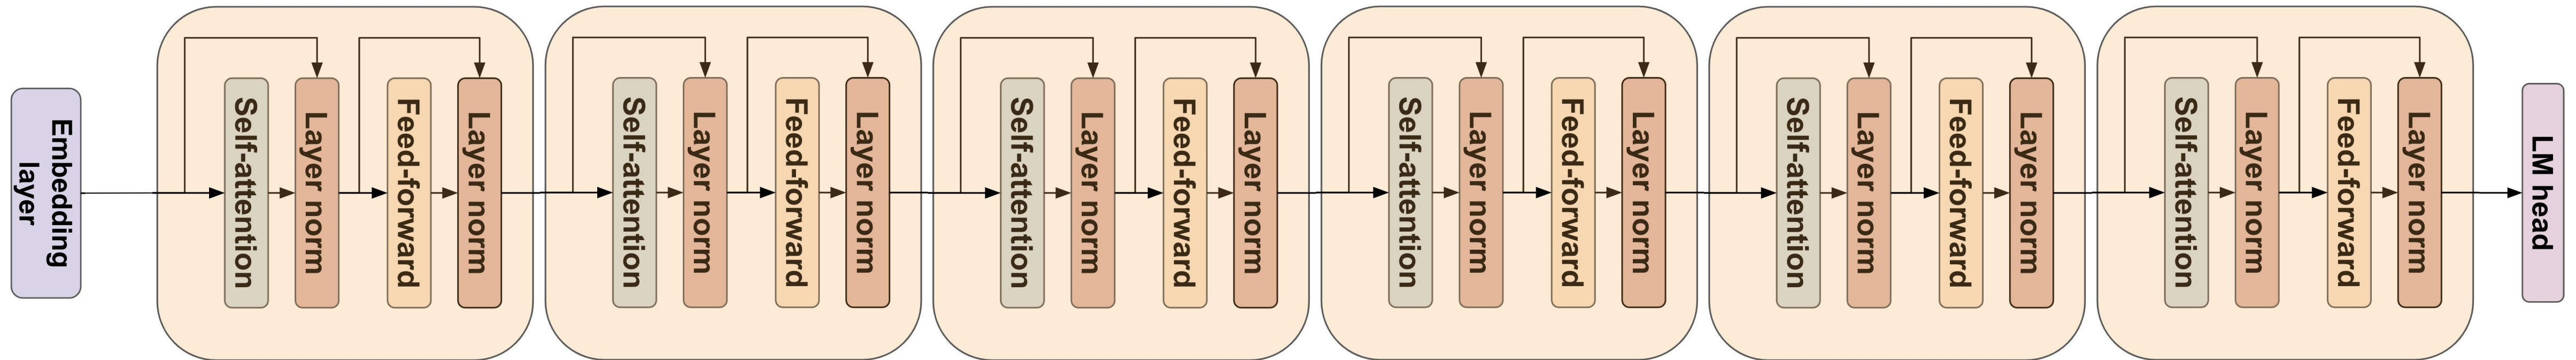 Embedding
layer
Self-attention
Layer norm
Feed-forward
Layer norm
Self-attention
Layer norm
Feed-forward
Layer norm
Self-attention
Layer norm
Feed-forward
Layer norm
Self-attention
Layer norm
Feed-forward
Layer norm
Self-attention
Layer norm
Feed-forward
Layer norm
Self-attention
Layer norm
Feed-forward
Layer norm
LM head